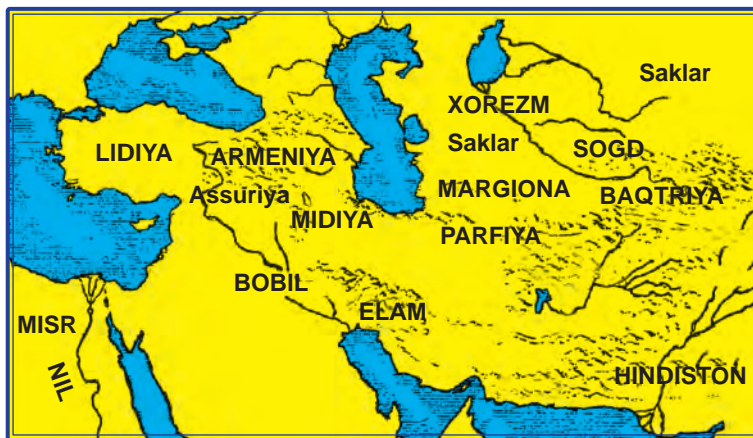 Saklar
XOREZM
Saklar
SOGD
LIDIYA
ARMENIYA
Assuriya
MARGIONA
BAQTRIYA
MIDIYA
PARFIYA
BOBIL
ELAM
MISR
NIL
HINDISTON